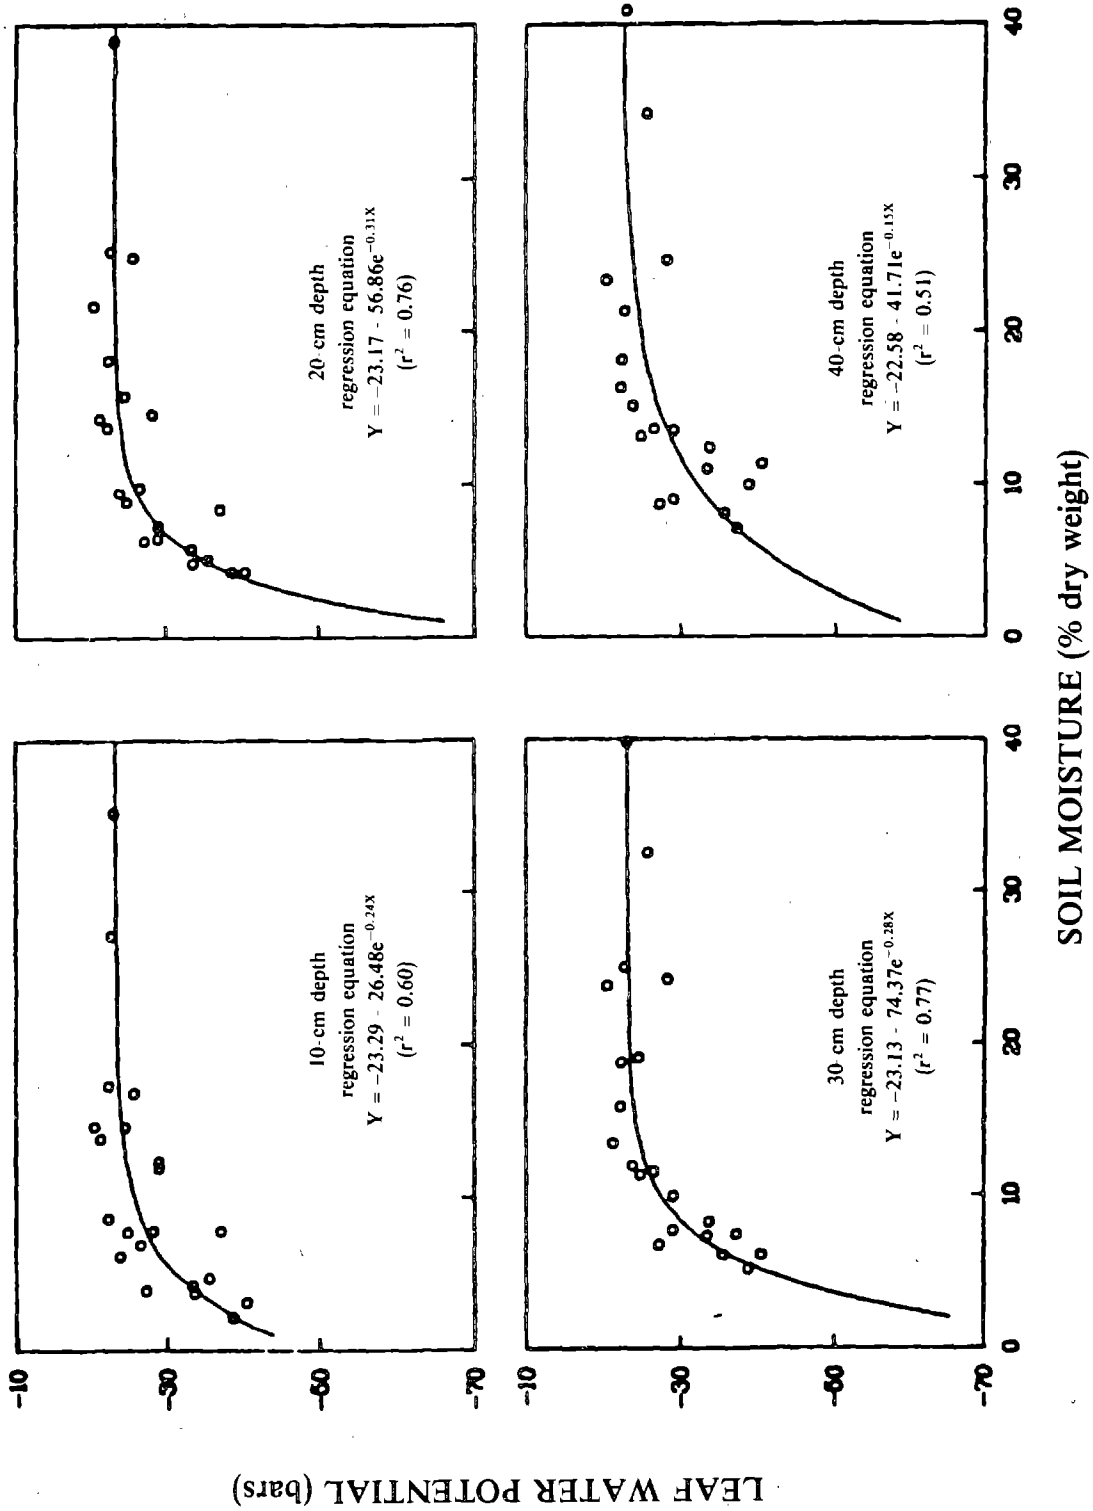 LEAF WATER POTENTIAL (bars)
-10
-30
-60
-70
10-cm depth
regression equation
Y = -23.29 - 26.48e^-0.24X
(r² = 0.60)
20-cm depth
regression equation
Y = -23.17 - 56.86e^-0.31X
(r² = 0.76)
-10
-30
-60
-70
30-cm depth
regression equation
Y = -23.13 - 74.37e^-0.28X
(r² = 0.77)
40-cm depth
regression equation
Y = -22.58 - 41.71e^-0.15X
(r² = 0.51)
0 10 20 30 40
0 10 20 30 40
SOIL MOISTURE (% dry weight)